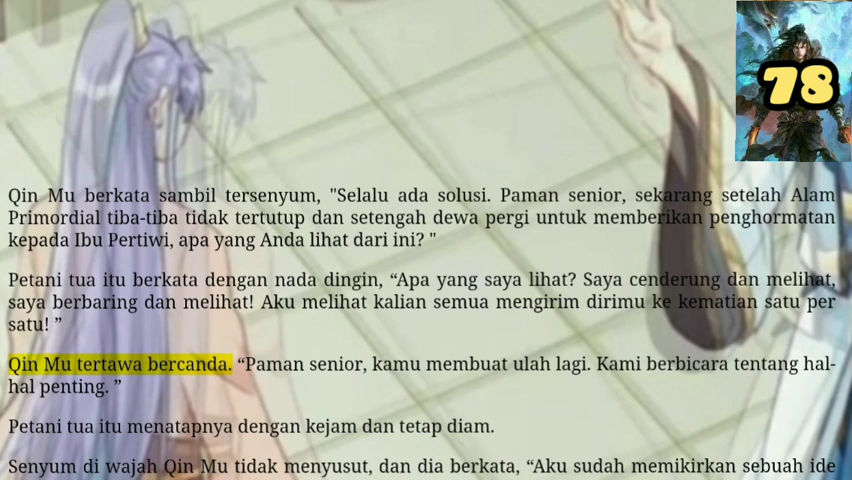 78
Qin Mu berkata sambil tersenyum, "Selalu ada solusi. Paman senior, sekarang setelah Alam
Primordial tiba-tiba tidak tertutup dan setengah dewa pergi untuk memberikan penghormatan
kepada Ibu Pertiwi, apa yang Anda lihat dari ini? "
Petani tua itu berkata dengan nada dingin, “Apa yang saya lihat? Saya cenderung dan melihat,
saya berbaring dan melihat! Aku melihat kalian semua mengirim dirimu ke kematian satu per
satu! ”
Qin Mu tertawa bercanda. “Paman senior, kamu membuat ulah lagi. Kami berbicara tentang hal-
hal penting. ”
Petani tua itu menatapnya dengan kejam dan tetap diam.
Senyum di wajah Qin Mu tidak menyusut, dan dia berkata, “Aku sudah memikirkan sebuah ide